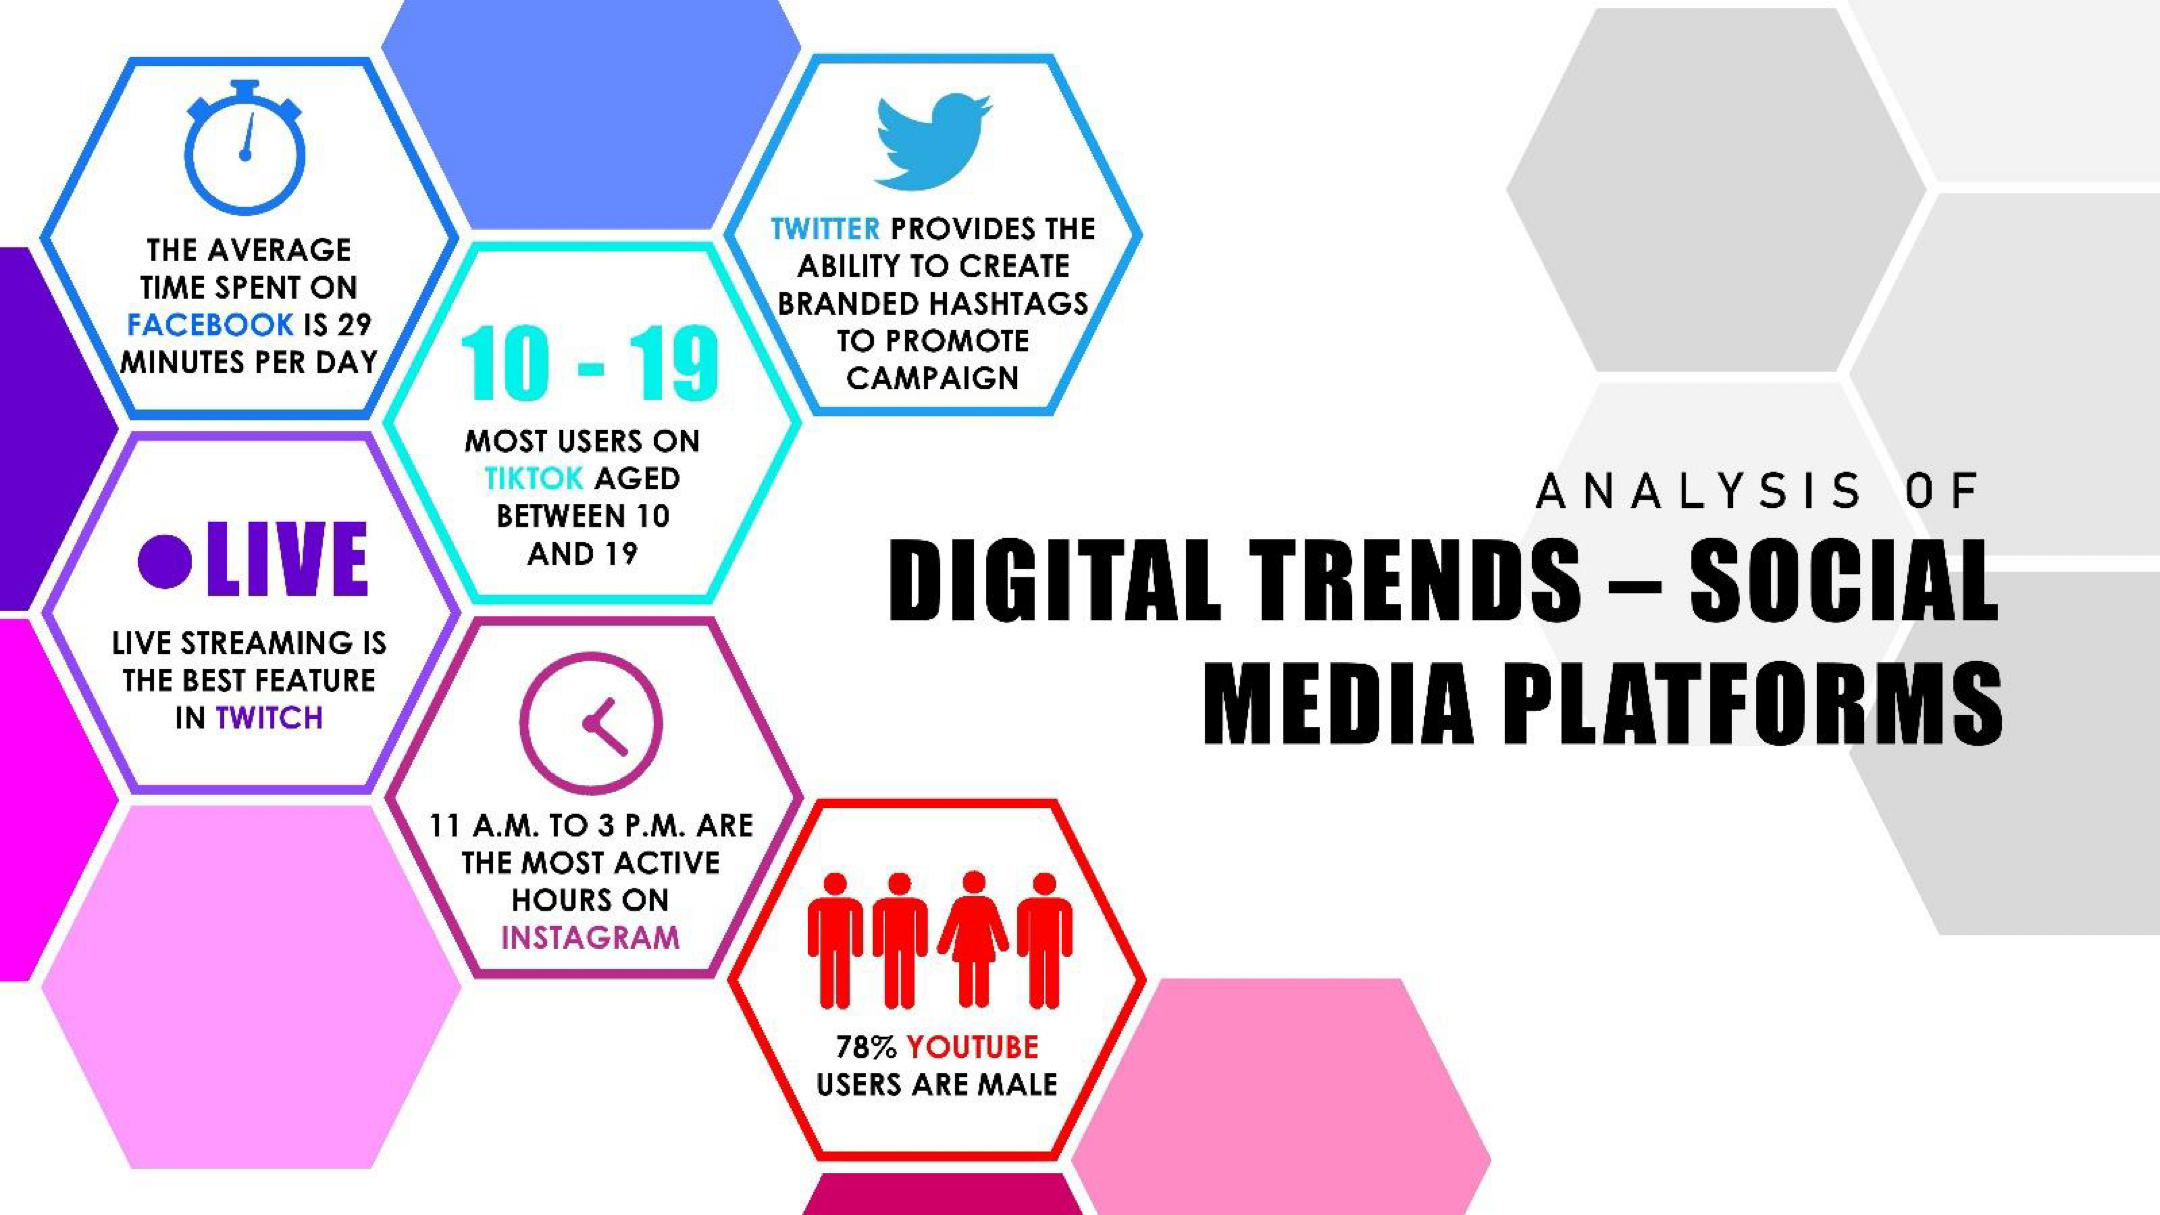 THE AVERAGE
TIME SPENT ON
FACEBOOK IS 29
MINUTES PER DAY
TWITTER PROVIDES THE
ABILITY TO CREATE
BRANDED HASHTAGS
TO PROMOTE
CAMPAIGN
10 - 19
MOST USERS ON
TIKTOK AGED
BETWEEN 10
AND 19
●LIVE
LIVE STREAMING IS
THE BEST FEATURE
IN TWITCH
11 A.M. TO 3 P.M. ARE
THE MOST ACTIVE
HOURS ON
INSTAGRAM
78% YOUTUBE
USERS ARE MALE
ANALYSIS OF
DIGITAL TRENDS – SOCIAL
MEDIA PLATFORMS